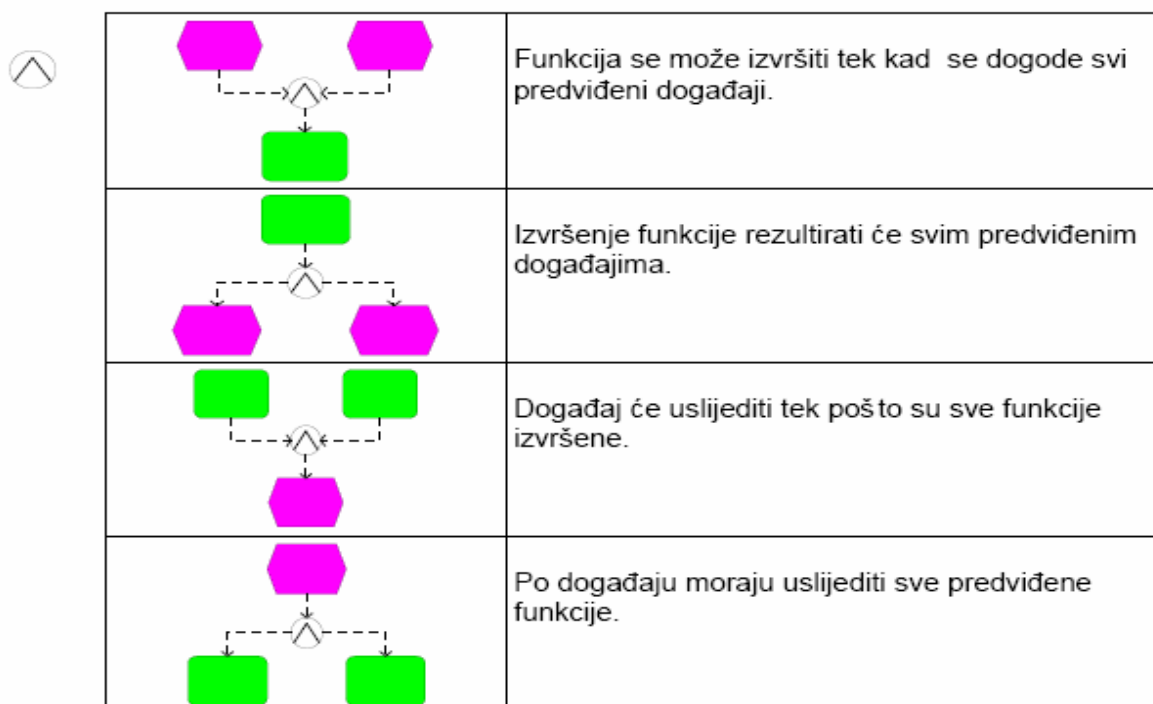 Funkcija se može izvršiti tek kad se dogode svi
predviđeni događaji.
Izvršenje funkcije rezultirati će svim predviđenim
događajima.
Događaj će uslijediti tek pošto su sve funkcije
izvršene.
Po događaju moraju uslijediti sve predviđene
funkcije.